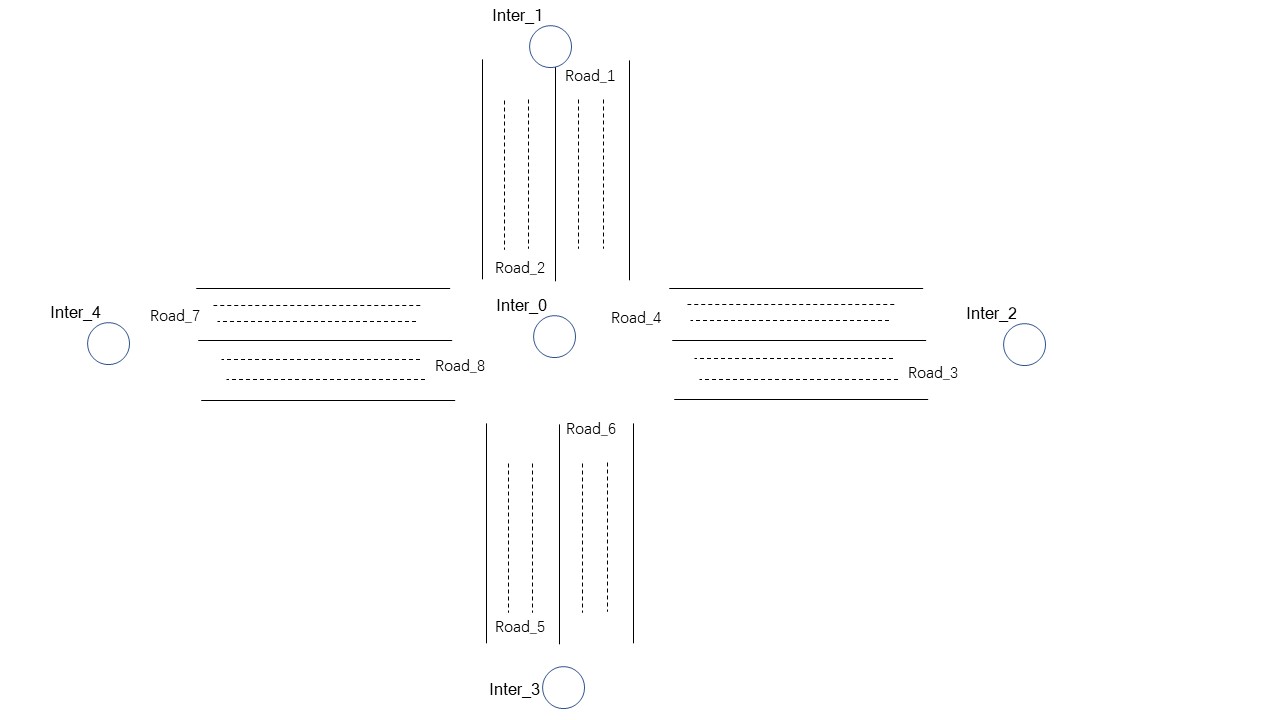 Inter_1
Road_1
Road_2
Inter_0
Inter_4
Road_7
Road_4
Inter_2
Road_8
Road_3
Road_6
Road_5
Inter_3